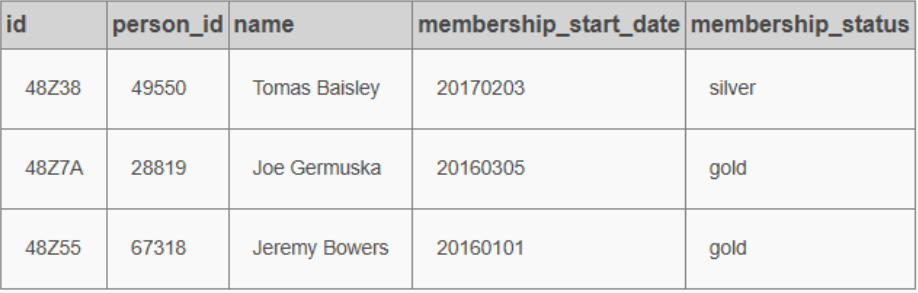 id person_id name membership_start_date membership_status
48Z38 49550 Tomas Baisley 20170203 silver
48Z7A 28819 Joe Germuska 20160305 gold
48Z55 67318 Jeremy Bowers 20160101 gold